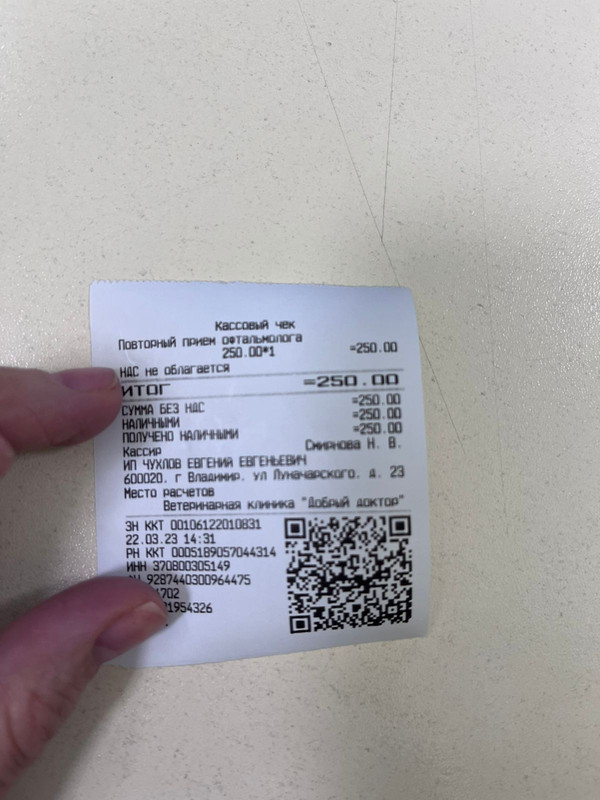 Кассовый чек
Повторный прием офтальмолога
250.00*1 =250.00
НДС не облагается
ИТОГ =250.00
СУММА БЕЗ НДС =250.00
НАЛИЧНЫМИ =250.00
ПОЛУЧЕНО НАЛИЧНЫМИ =250.00
Кассир Смирнова Н. В.
ИП ЧУХЛОВ ЕВГЕНИЙ ЕВГЕНЬЕВИЧ
600020. г Владимир. ул Луначарского. д. 23
Место расчетов
Ветеринарная клиника "Добрый доктор"
ЗН ККТ 00106122010831
22.03.23 14:31
РН ККТ 0005189057044314
ИНН 370800305149
9287440300964475
4702
1954326